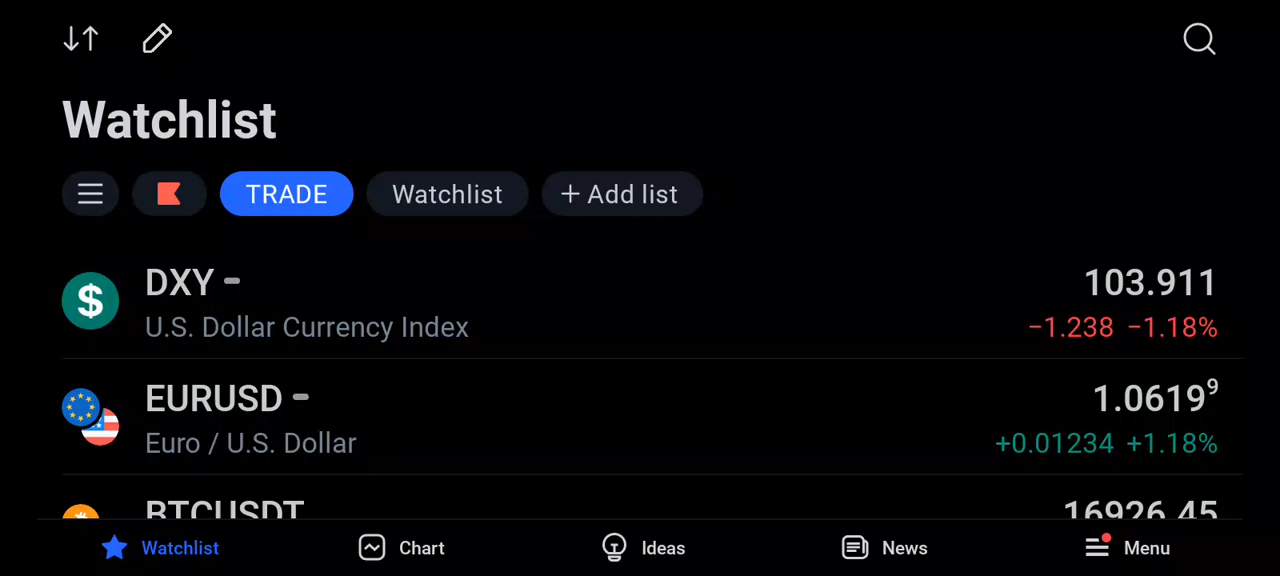 Watchlist
TRADE Watchlist + Add list
DXY 103.911
U.S. Dollar Currency Index −1.238 −1.18%
EURUSD 1.06199
Euro / U.S. Dollar +0.01234 +1.18%
BTCUSDT 16926.45
Watchlist Chart Ideas News Menu